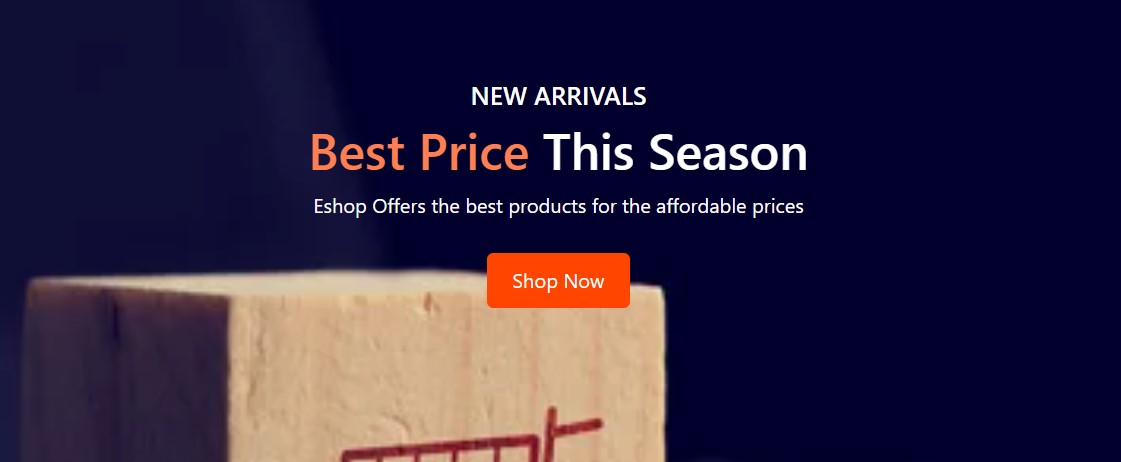 NEW ARRIVALS
Best Price This Season
Eshop Offers the best products for the affordable prices
Shop Now